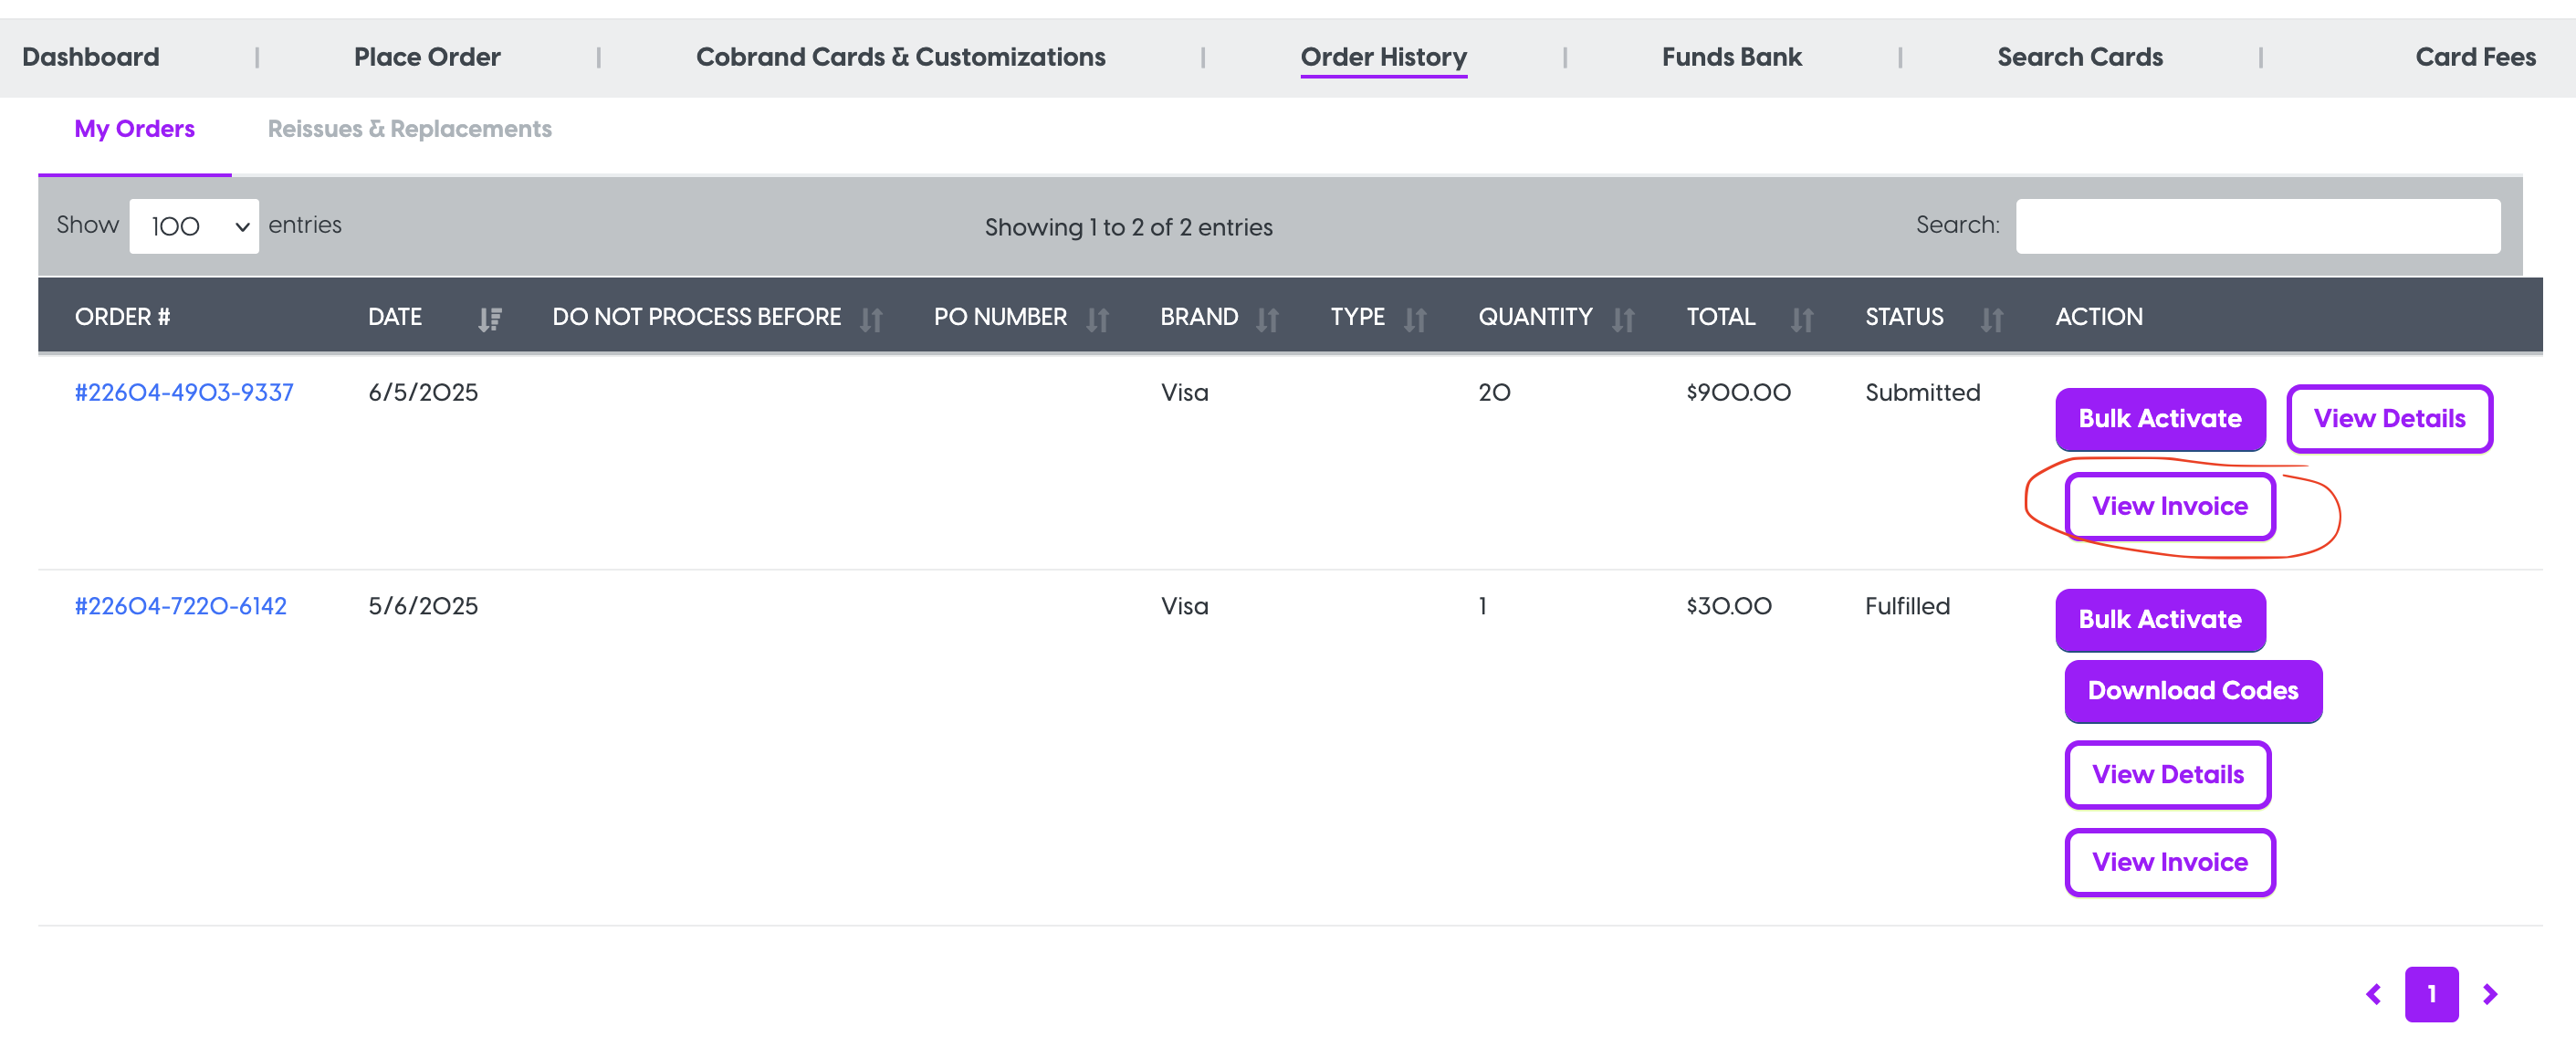 Dashboard | Place Order | Cobrand Cards & Customizations | Order History | Funds Bank | Search Cards | Card Fees
My Orders Reissues & Replacements
Show 100 entries Showing 1 to 2 of 2 entries Search:
ORDER # DATE DO NOT PROCESS BEFORE PO NUMBER BRAND TYPE QUANTITY TOTAL STATUS ACTION
#22604-4903-9337 6/5/2025 Visa 20 $900.00 Submitted Bulk Activate View Details
View Invoice
#22604-7220-6142 5/6/2025 Visa 1 $30.00 Fulfilled Bulk Activate
Download Codes
View Details
View Invoice
1